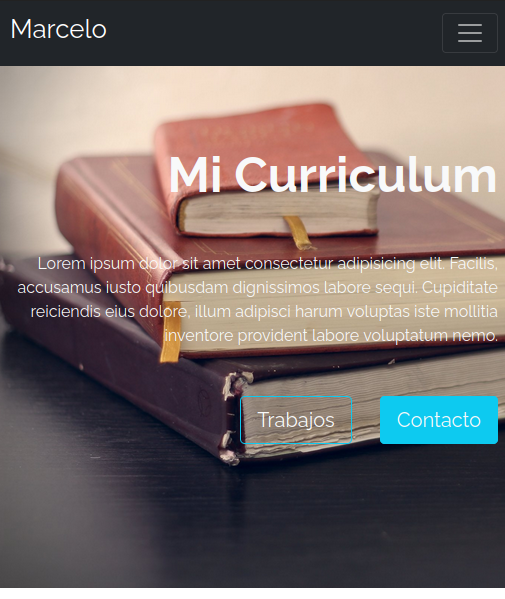 Marcelo
Mi Curriculum
Lorem ipsum dolor sit amet consectetur adipisicing elit. Facilis,
accusamus iusto quibusdam dignissimos labore sequi. Cupiditate
reiciendis eius dolore, illum adipisci harum voluptas iste mollitia
inventore provident labore voluptatum nemo.
Trabajos
Contacto